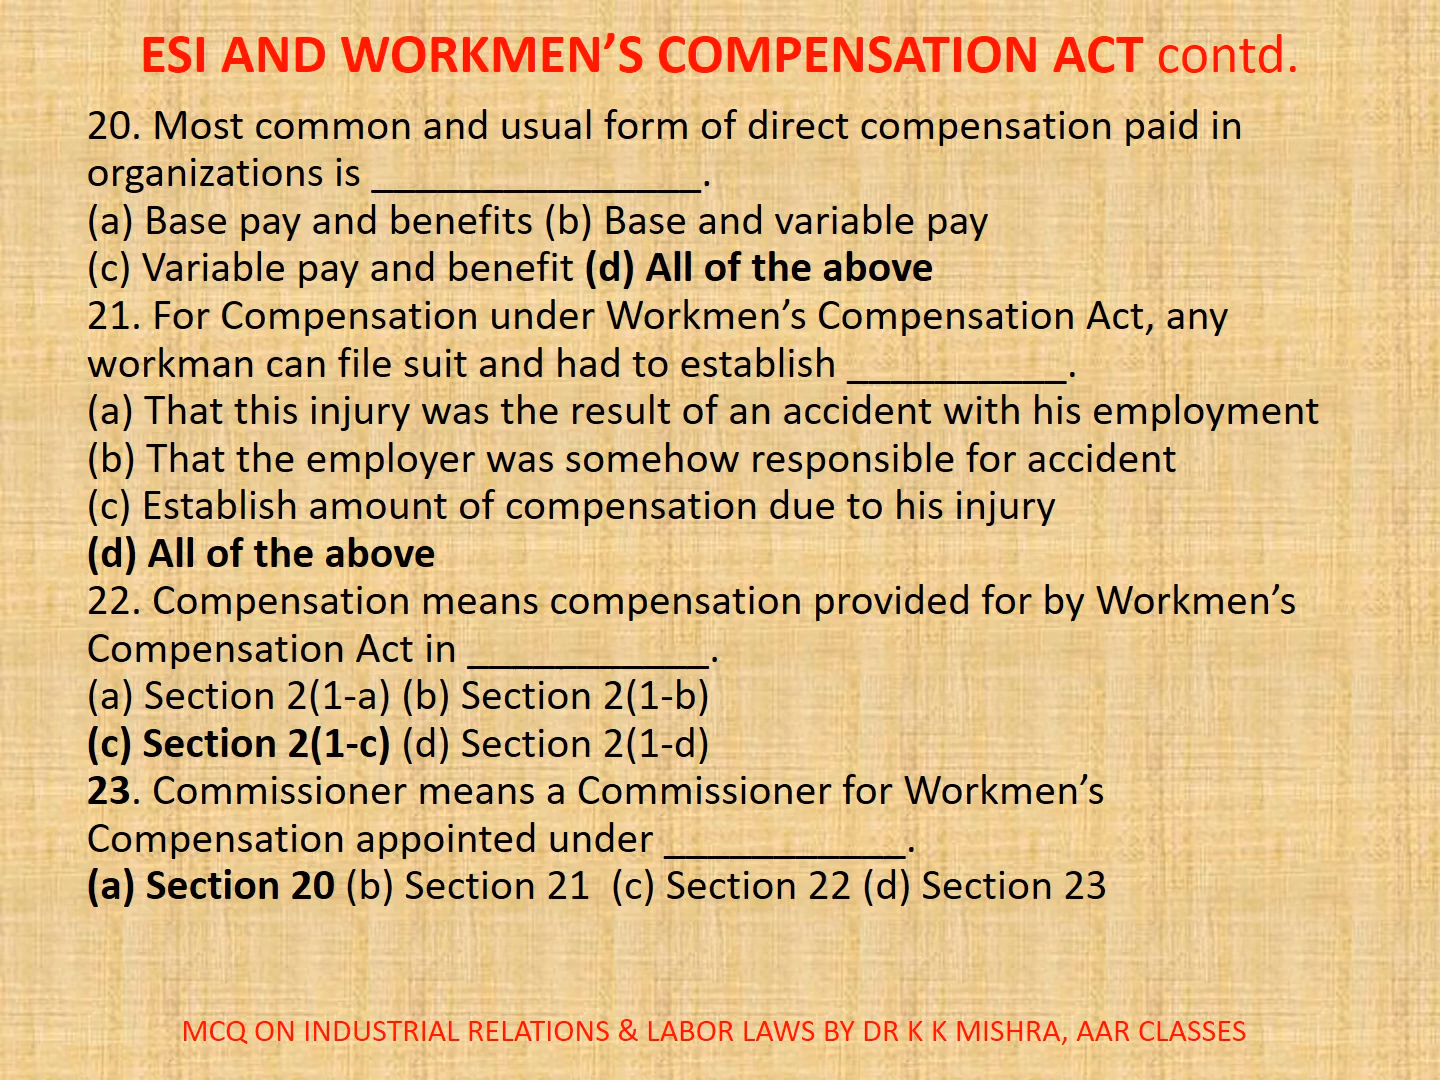 ESI AND WORKMEN’S COMPENSATION ACT contd.
20. Most common and usual form of direct compensation paid in
organizations is _______________.
(a) Base pay and benefits (b) Base and variable pay
(c) Variable pay and benefit (d) All of the above
21. For Compensation under Workmen’s Compensation Act, any
workman can file suit and had to establish __________.
(a) That this injury was the result of an accident with his employment
(b) That the employer was somehow responsible for accident
(c) Establish amount of compensation due to his injury
(d) All of the above
22. Compensation means compensation provided for by Workmen’s
Compensation Act in ___________.
(a) Section 2(1-a) (b) Section 2(1-b)
(c) Section 2(1-c) (d) Section 2(1-d)
23. Commissioner means a Commissioner for Workmen’s
Compensation appointed under ___________.
(a) Section 20 (b) Section 21 (c) Section 22 (d) Section 23
MCQ ON INDUSTRIAL RELATIONS & LABOR LAWS BY DR K K MISHRA, AAR CLASSES